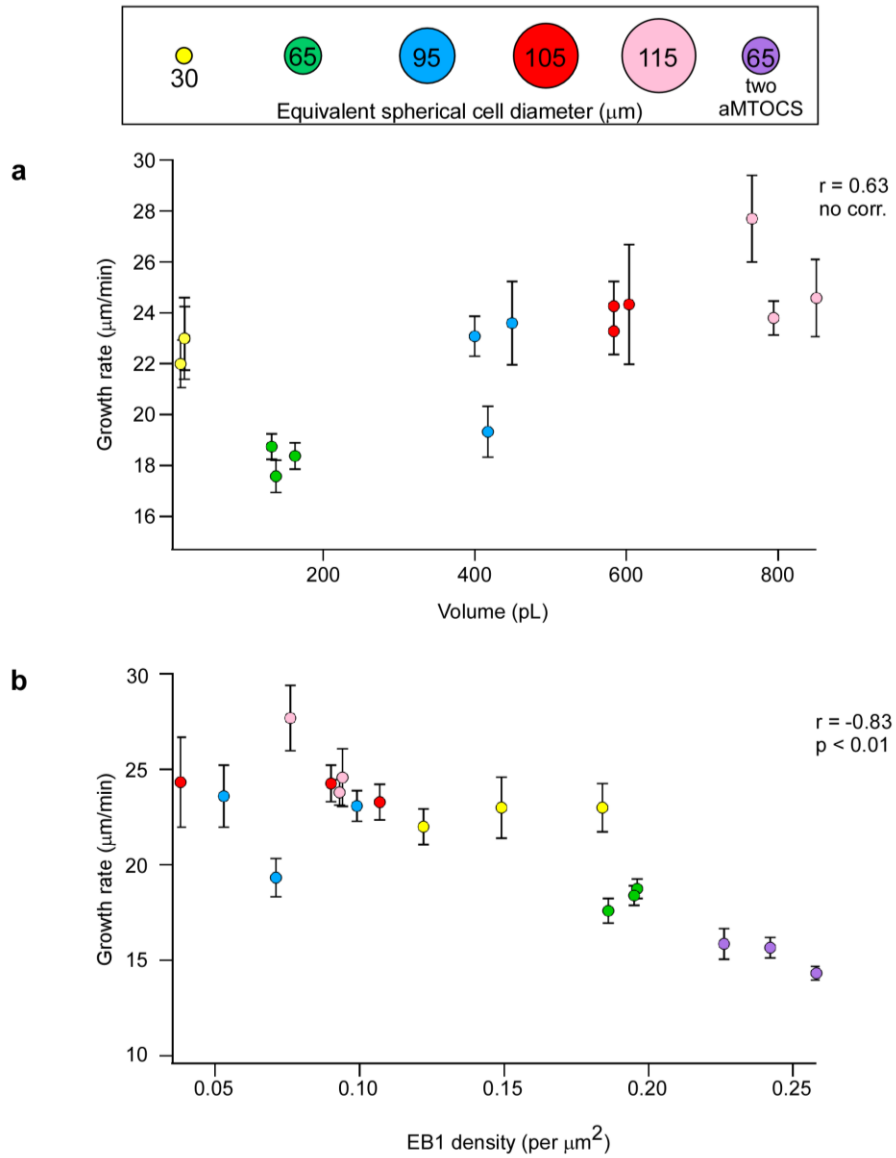 30 65 95 105 115 65
two
aMTOCS
Equivalent spherical cell diameter (μm)
a
r = 0.63
no corr.
Growth rate (μm/min)
30
28
26
24
22
20
18
16
200 400 600 800
Volume (pL)
b
r = -0.83
p < 0.01
Growth rate (μm/min)
30
25
20
15
10
0.05 0.10 0.15 0.20 0.25
EB1 density (per μm²)